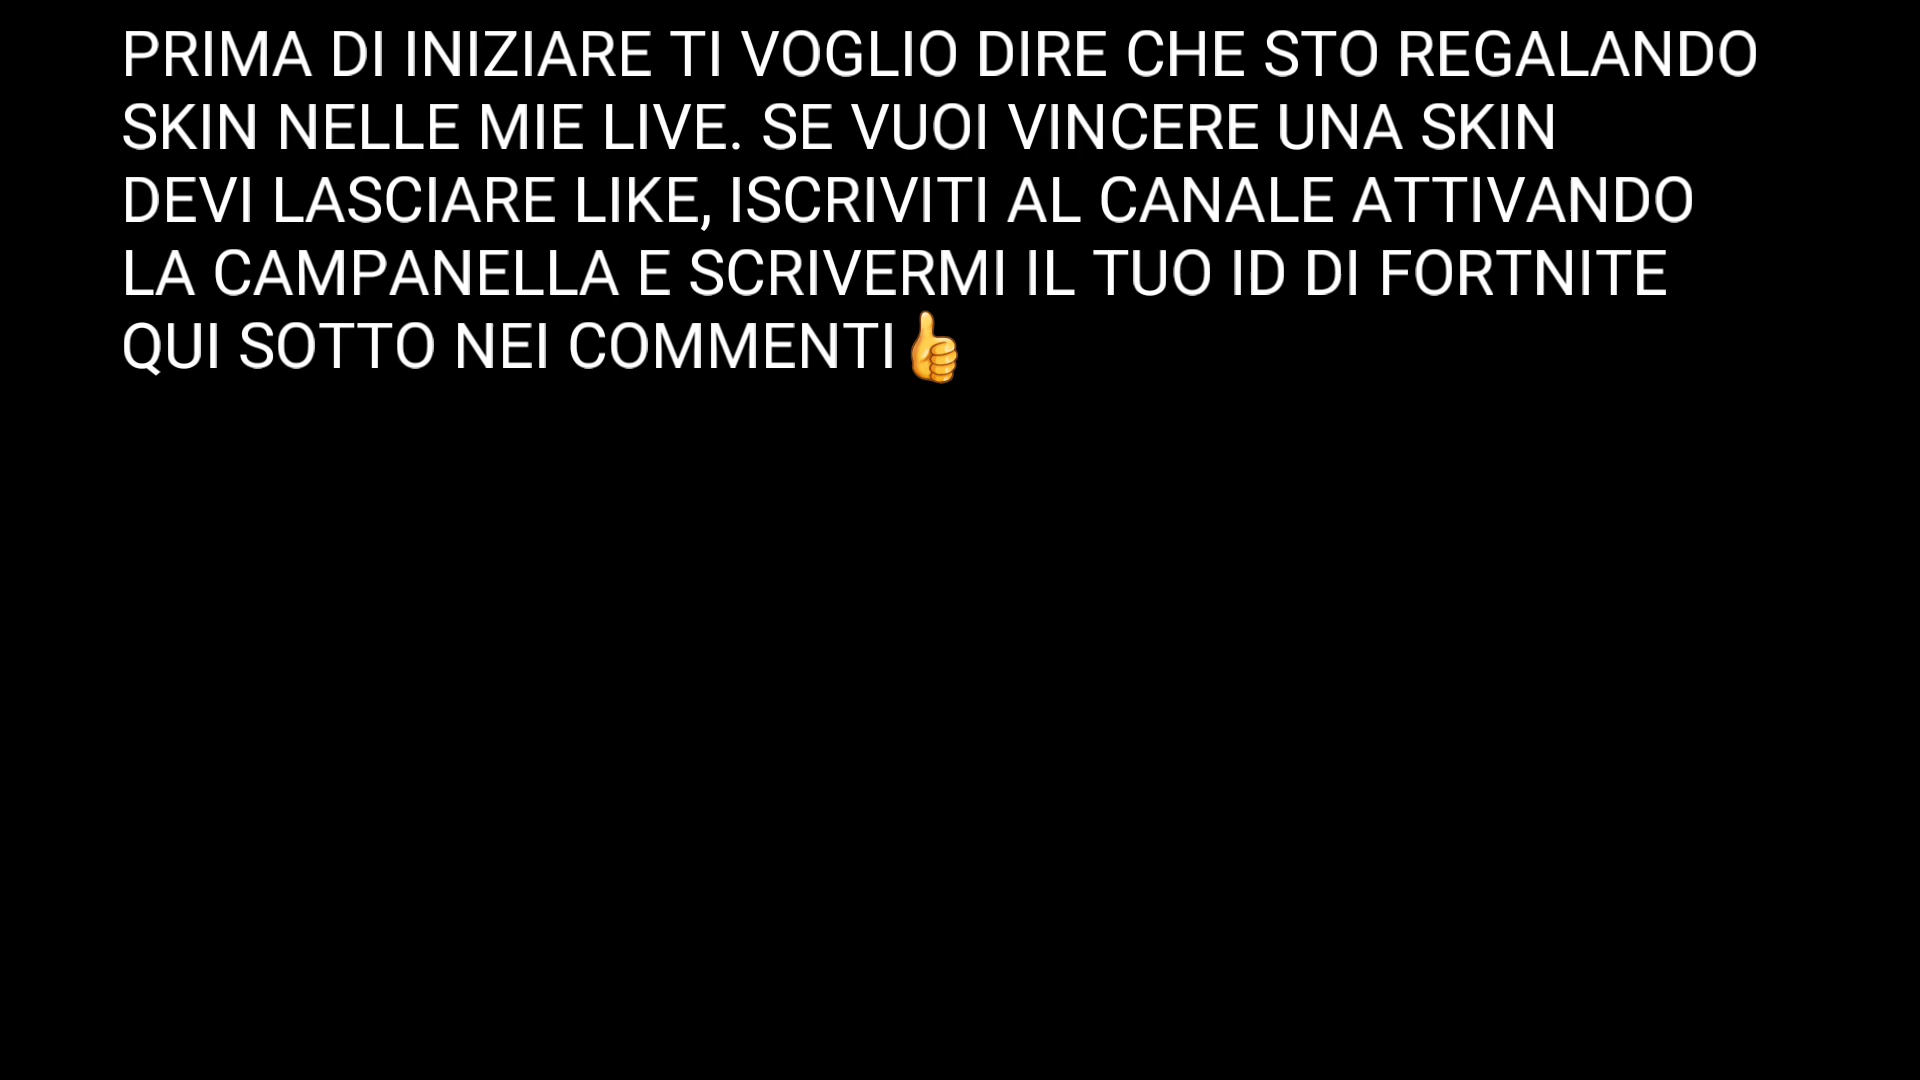 PRIMA DI INIZIARE TI VOGLIO DIRE CHE STO REGALANDO
SKIN NELLE MIE LIVE. SE VUOI VINCERE UNA SKIN
DEVI LASCIARE LIKE, ISCRIVITI AL CANALE ATTIVANDO
LA CAMPANELLA E SCRIVERMI IL TUO ID DI FORTNITE
QUI SOTTO NEI COMMENTI👍